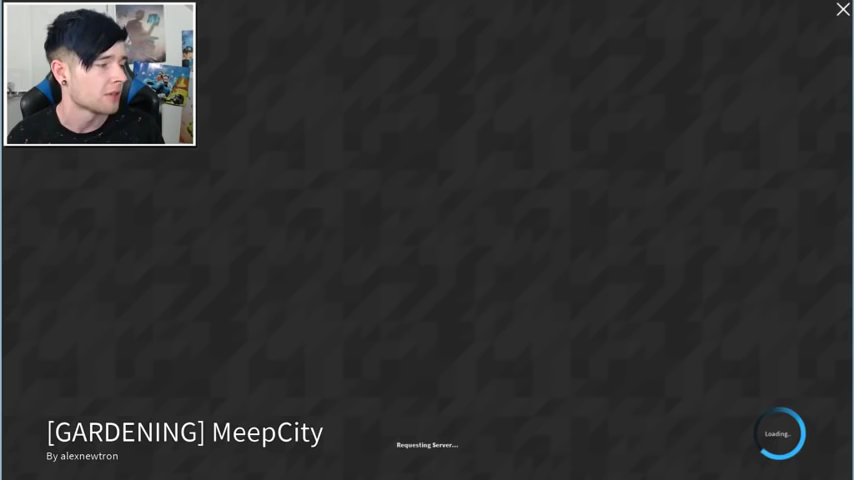 [GARDENING] MeepCity
By alexnewtron
Requesting Server...
Loading..